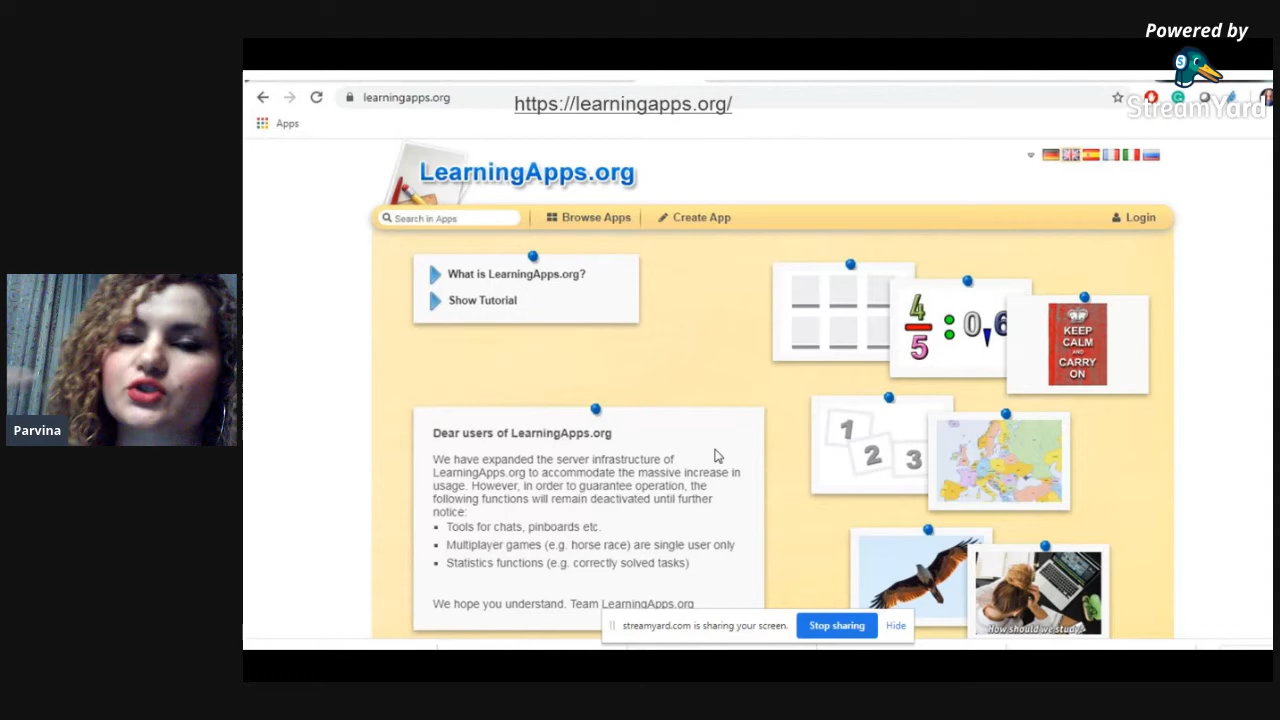 Powered by
StreamYard
learningapps.org
https://learningapps.org/
Apps
LearningApps.org
Search in Apps
Browse Apps
Create App
Login
What is LearningApps.org?
Show Tutorial
4
5 : 0,6
KEEP
CALM
AND
CARRY
ON
1
2
3
Dear users of LearningApps.org
We have expanded the server infrastructure of
LearningApps.org to accommodate the massive increase in
usage. However, in order to guarantee operation, the
following functions will remain deactivated until further
notice:
Tools for chats, pinboards etc.
Multiplayer games (e.g. horse race) are single user only
Statistics functions (e.g. correctly solved tasks)
We hope you understand. Team LearningApps.org
How should we study
streamyard.com is sharing your screen.
Stop sharing
Hide
Parvina